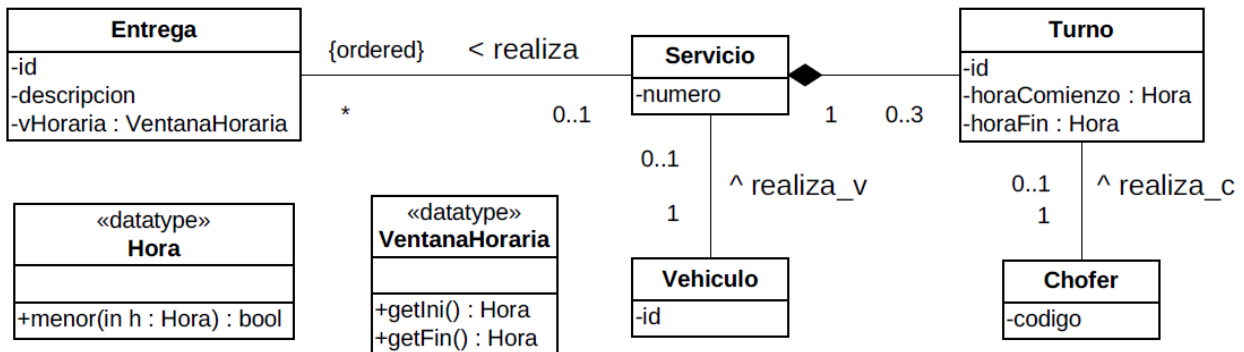 Entrega
-id
-descripcion
-vHoraria : VentanaHoraria
{ordered}
< realiza
*
0..1
Servicio
-numero
1
0..3
Turno
-id
-horaComienzo : Hora
-horaFin : Hora
0..1
^ realiza_v
1
0..1
^ realiza_c
1
«datatype»
Hora
+menor(in h : Hora) : bool
«datatype»
VentanaHoraria
+getIni() : Hora
+getFin() : Hora
Vehiculo
-id
Chofer
-codigo